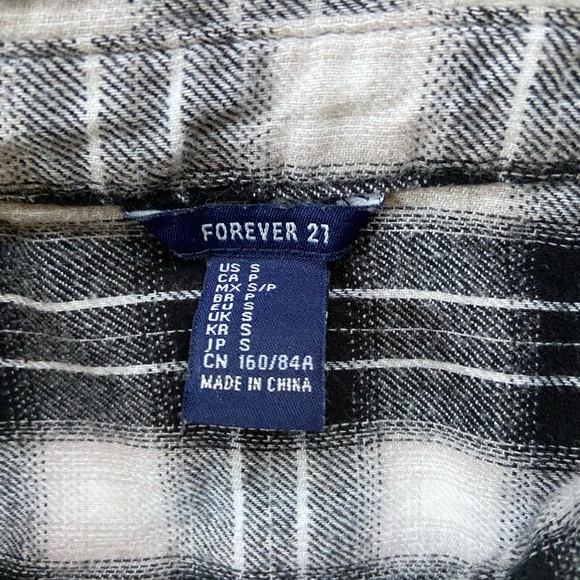 FOREVER 21
US S
CA P
MX S/P
BR P
EU S
UK S
KR S
JP S
CN 160/84A
MADE IN CHINA